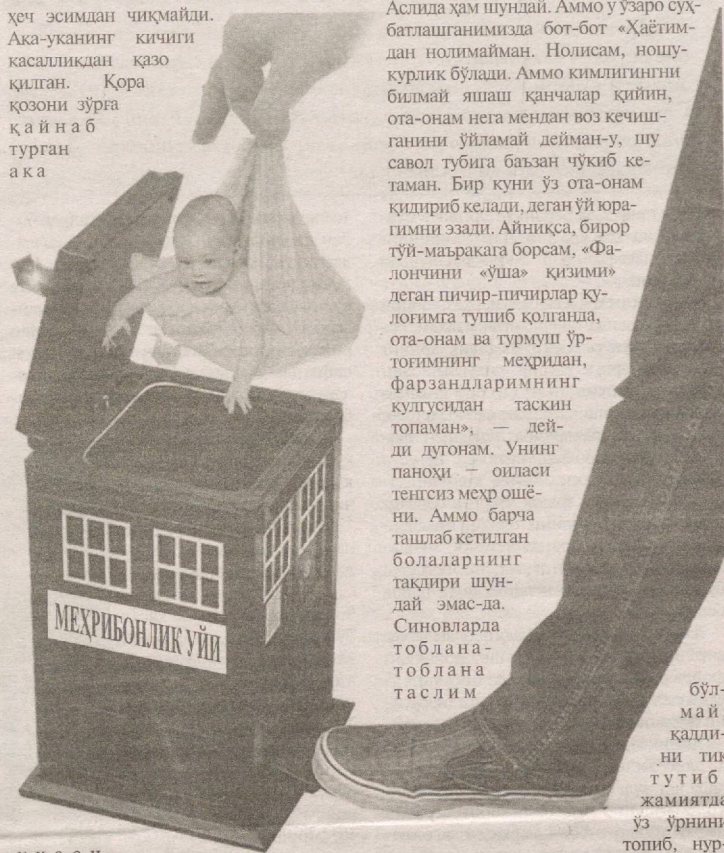 ҳеч эсимдан чиқмайди.
Ака-уканинг кичиги
касалликдан қазо
қилган. Қора
қозони зўрға
қайнаб
турган
ака
МЕҲРИБОНЛИК УЙИ
Аслида ҳам шундай. Аммо у ўзаро суҳ-
батлашганимизда бот-бот «Ҳаётим-
дан нолимайман. Нолисам, ношу-
курлик бўлади. Аммо кимлигингни
билмай яшаш қанчалар қийин,
ота-онам нега мендан воз кечиш-
ганини ўйламай дейман-у, шу
савол тубига баъзан чўкиб ке-
таман. Бир куни ўз ота-онам
қидириб келади, деган ўй юра-
гимни эзади. Айниқса, бирор
тўй-маъракага борсам, «Фа-
лончини «ўша» қизими»
деган пичир-пичирлар қу-
лоғимга тушиб қолганда,
ота-онам ва турмуш ўр-
тоғимнинг меҳридан,
фарзандларимнинг
кулгусидан таскин
топаман», — дей-
ди дугонам. Унинг
паноҳи – оиласи
тенгсиз меҳр ошё-
ни. Аммо барча
ташлаб кетилган
болаларнинг
тақдири шун-
дай эмас-да.
Синовларда
тоблана-
тоблана
таслим
бўл-
май
қадди-
ни тик
тутиб
жамиятда
ўз ўрнини
топиб, нур-